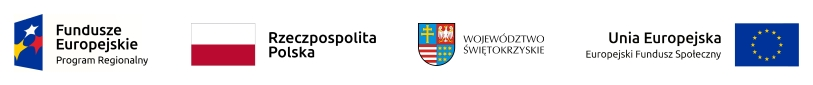 Fundusze
Europejskie
Program Regionalny
Rzeczpospolita
Polska
WOJEWÓDZTWO
ŚWIĘTOKRZYSKIE
Unia Europejska
Europejski Fundusz Społeczny